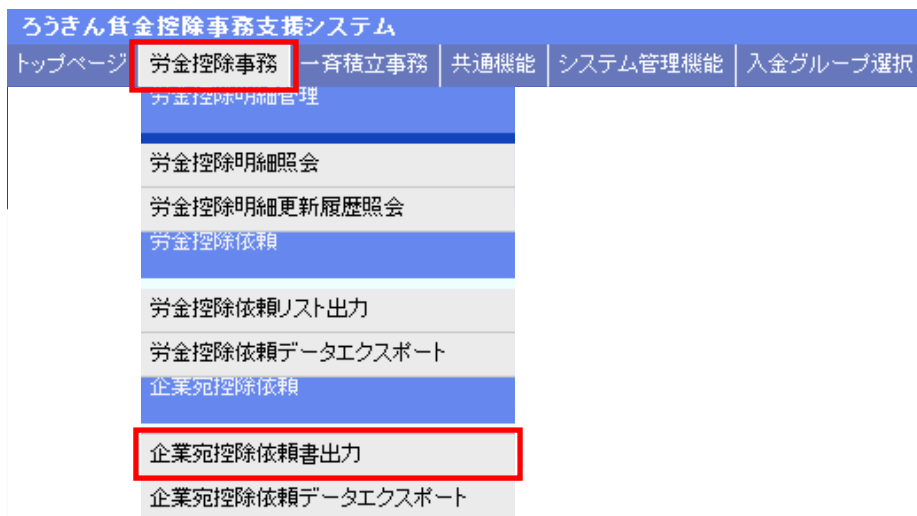 ろうきん賃金控除事務支援システム
トップページ 労金控除事務 一斉積立事務 共通機能 システム管理機能 入金グループ選択
労金控除明細管理
労金控除明細照会
労金控除明細更新履歴照会
労金控除依頼
労金控除依頼リスト出力
労金控除依頼データエクスポート
企業宛控除依頼
企業宛控除依頼書出力
企業宛控除依頼データエクスポート